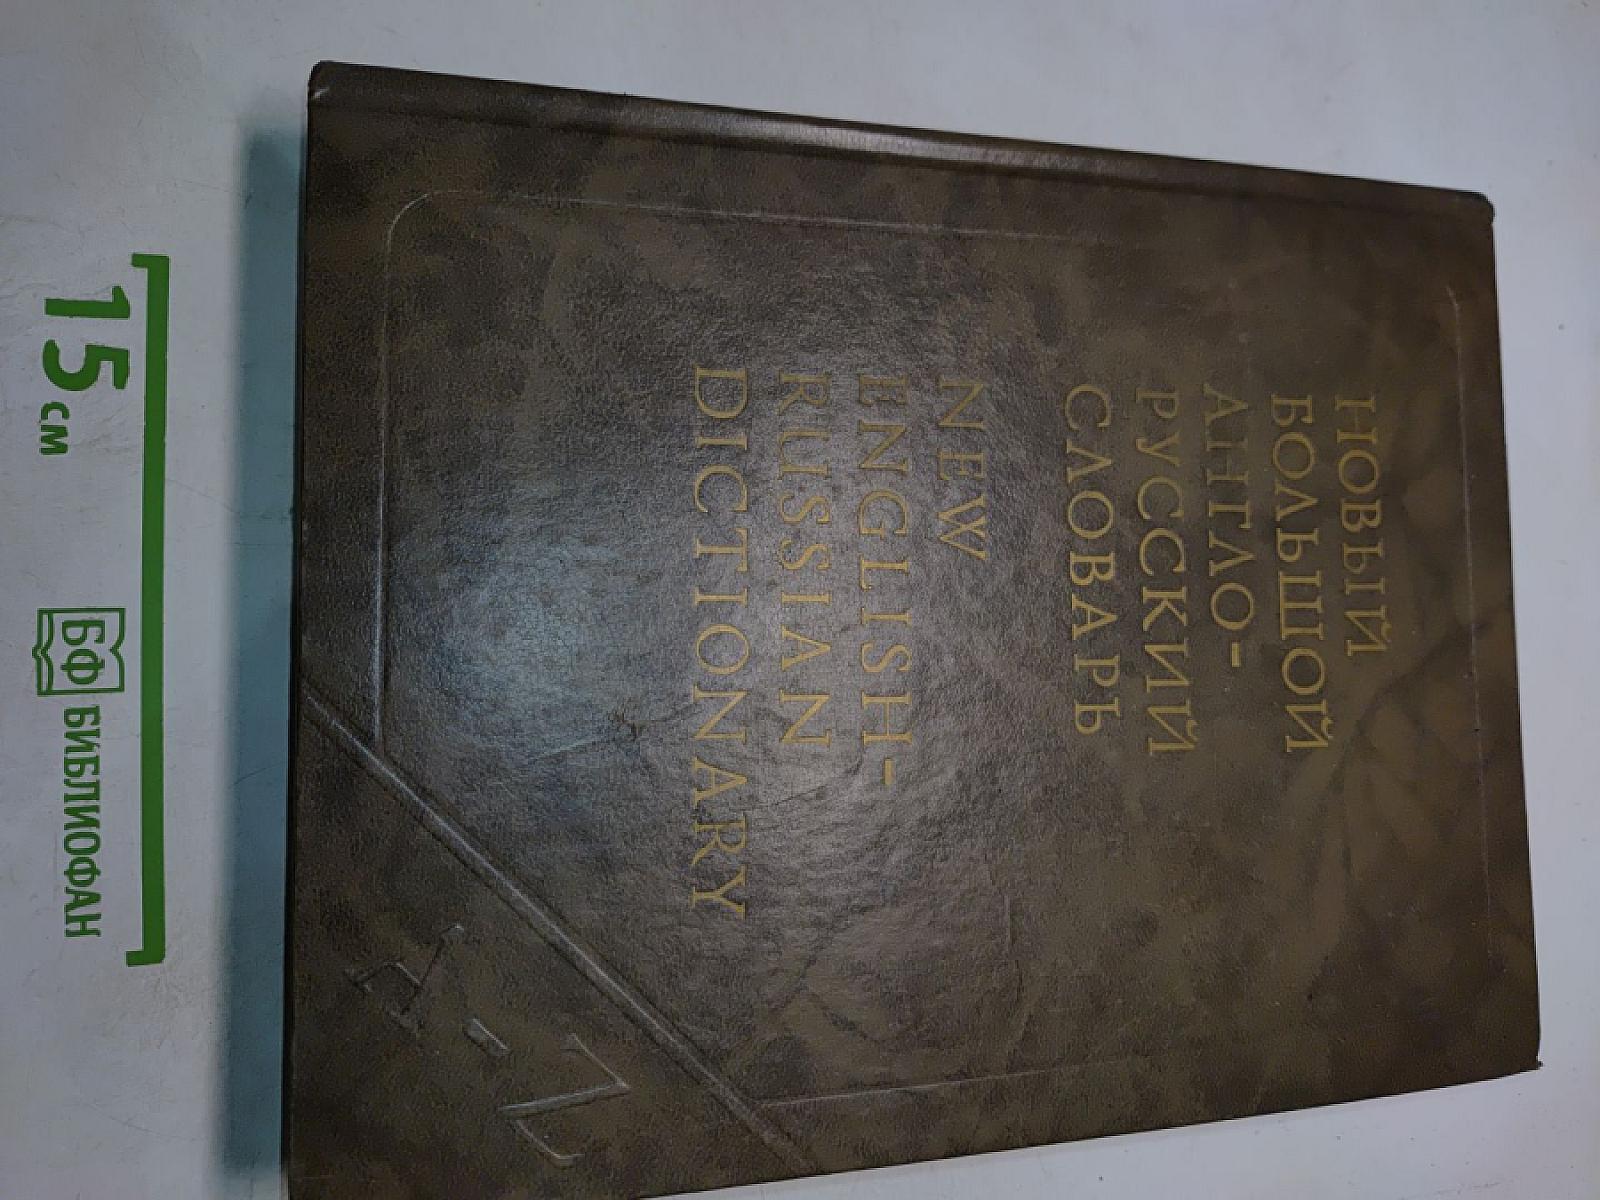 НОВЫЙ
БОЛЬШОЙ
АНГЛО-
РУССКИЙ
СЛОВАРЬ
NEW
ENGLISH-
RUSSIAN
DICTIONARY
A-Z
15 см
БФ БИБЛИОФАН